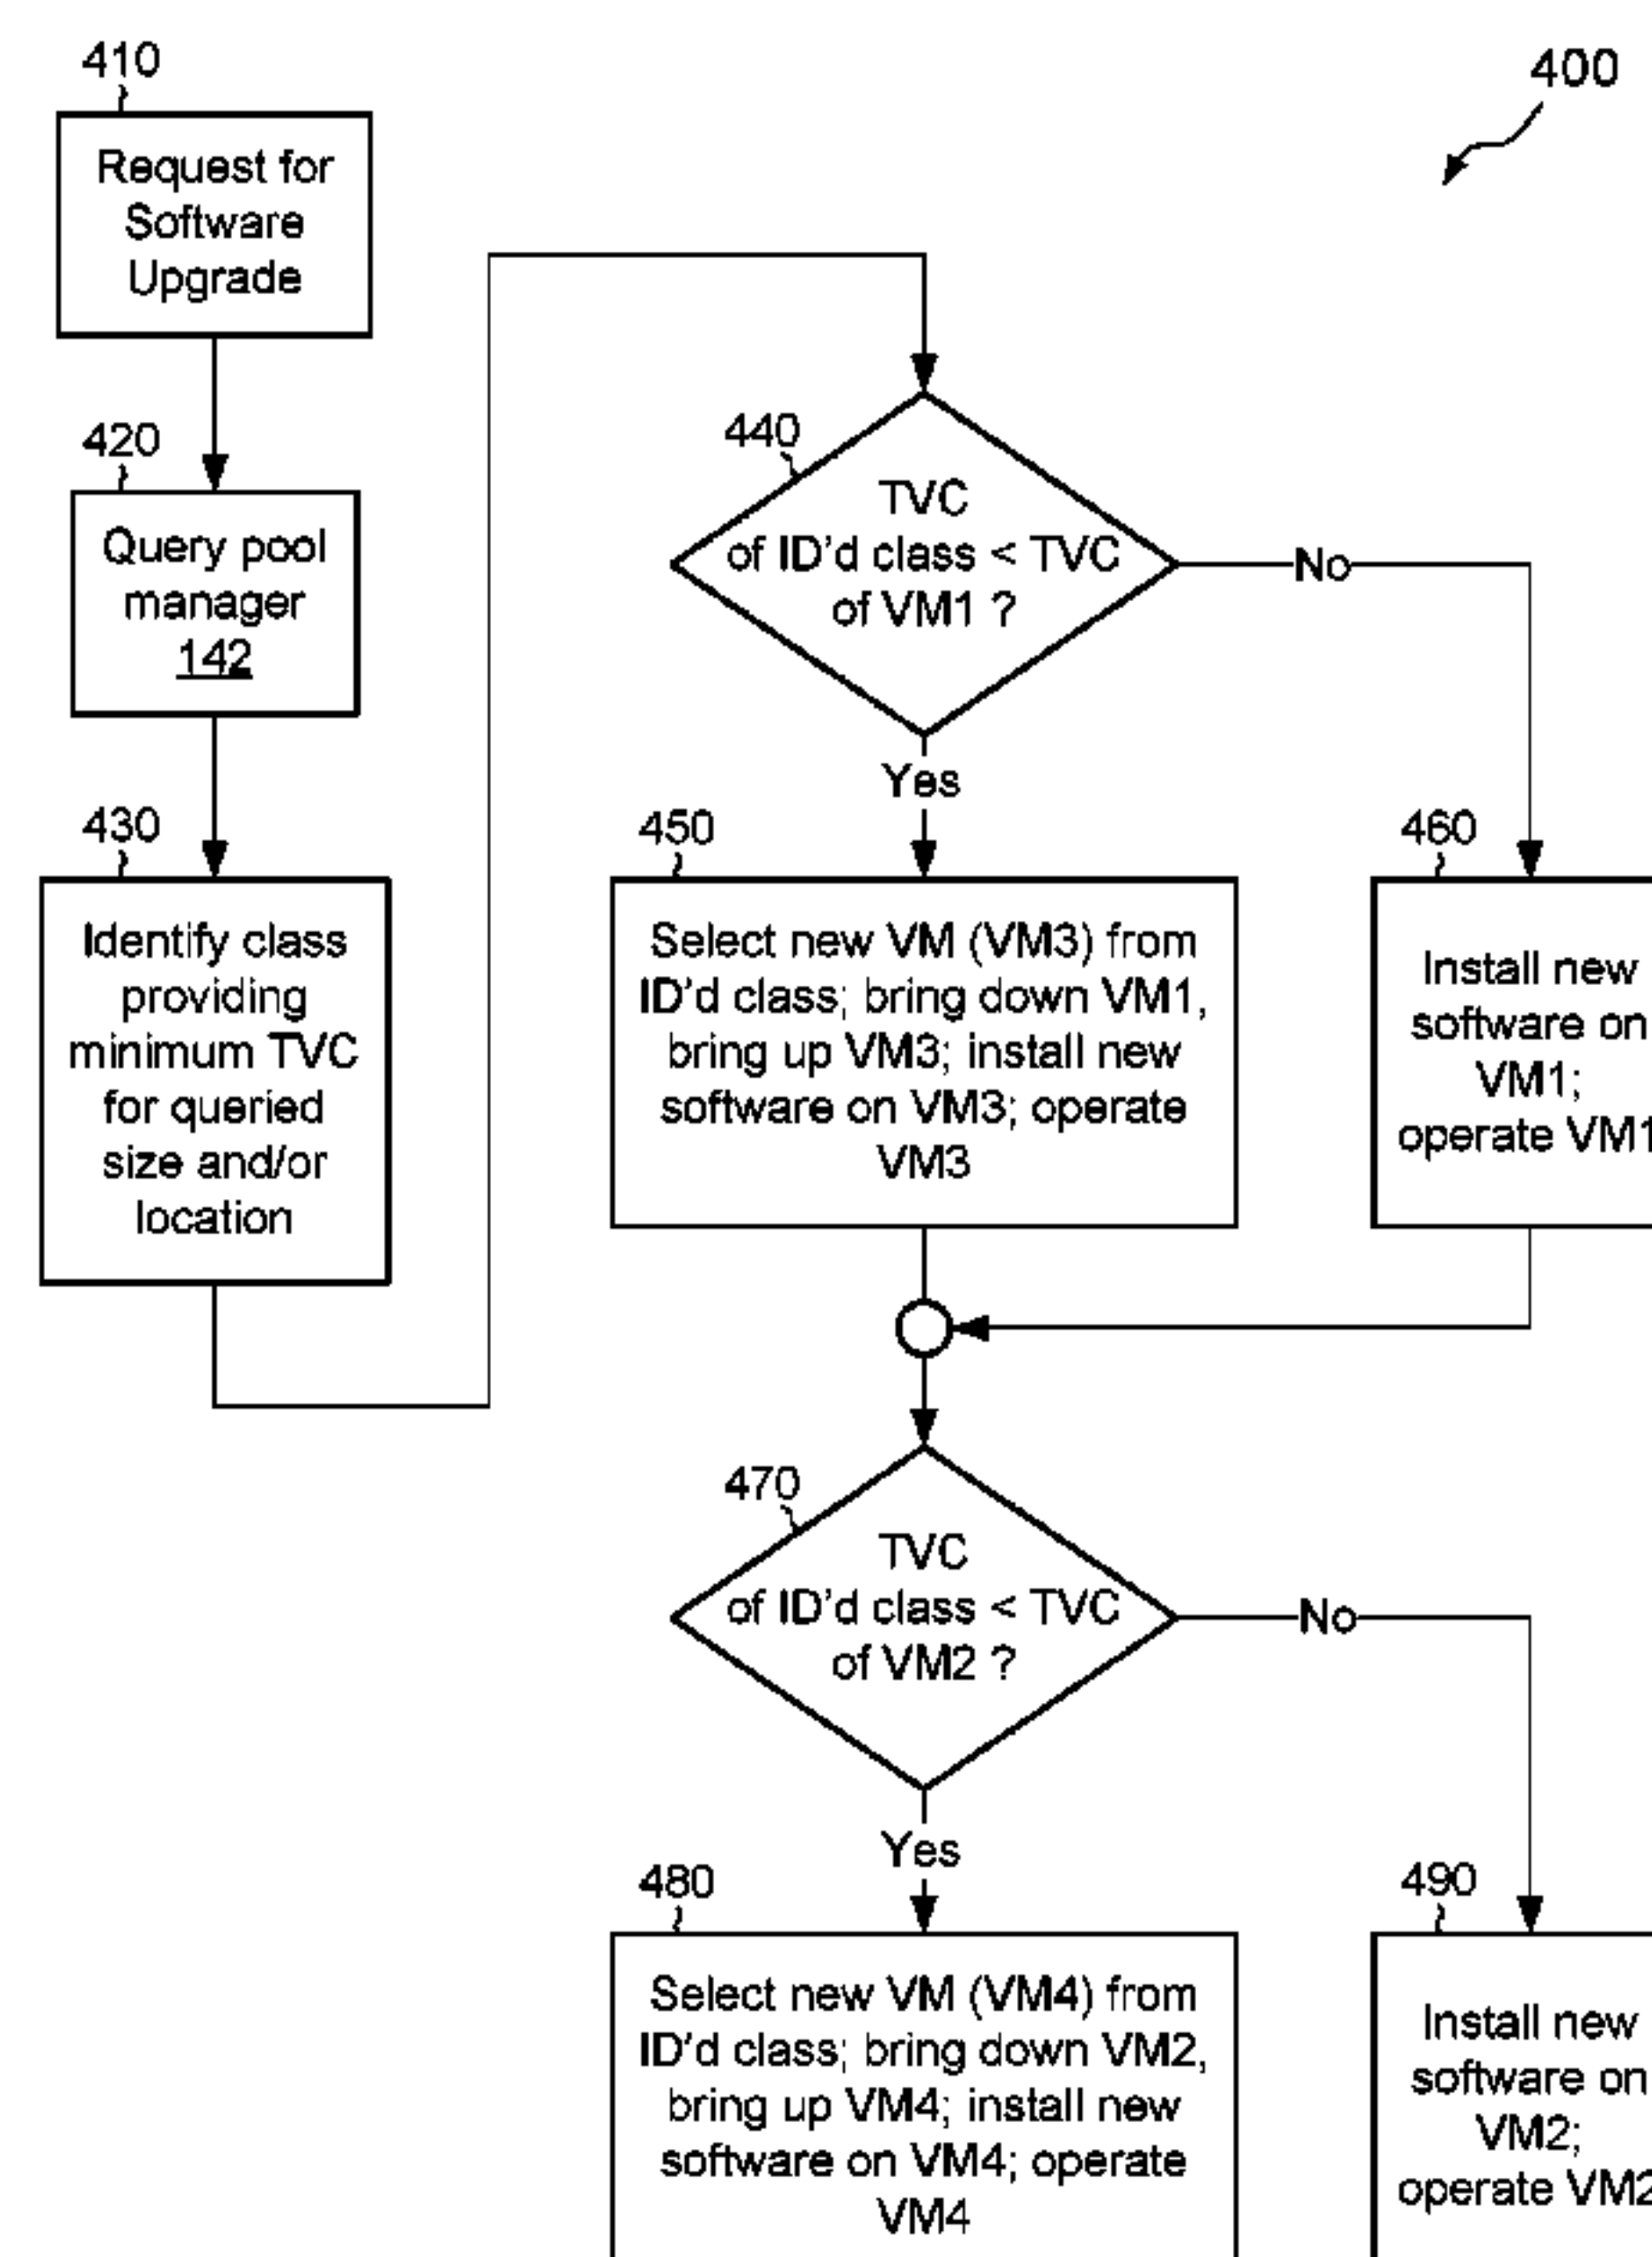 410
Request for
Software
Upgrade
420
Query pool
manager
142
430
Identify class
providing
minimum TVC
for queried
size and/or
location
400
440
TVC
of ID'd class < TVC
of VM1 ?
No
Yes
450
Select new VM (VM3) from
ID'd class; bring down VM1,
bring up VM3; install new
software on VM3; operate
VM3
460
Install new
software on
VM1;
operate VM1
470
TVC
of ID'd class < TVC
of VM2 ?
No
Yes
480
Select new VM (VM4) from
ID'd class; bring down VM2,
bring up VM4; install new
software on VM4; operate
VM4
490
Install new
software on
VM2;
operate VM2